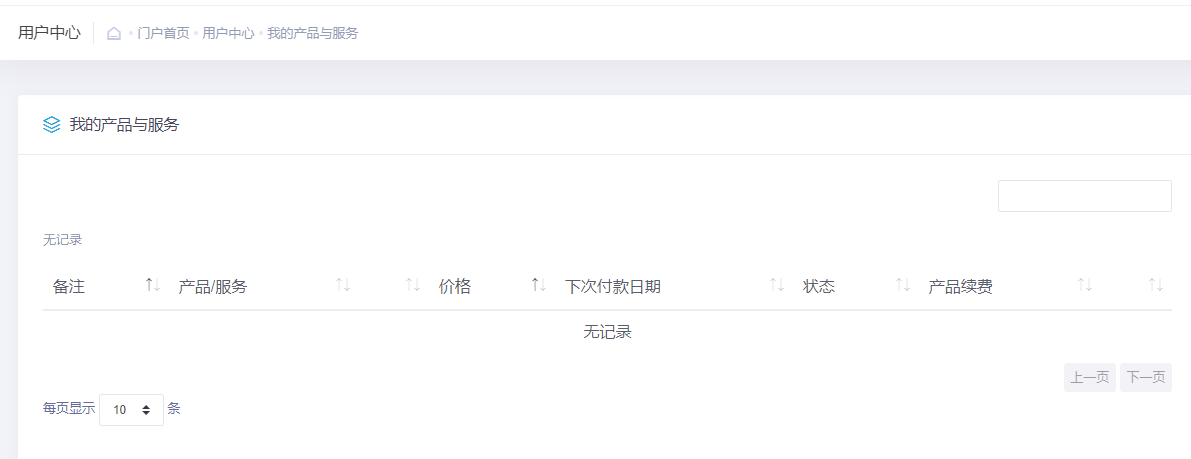 用户中心 门户首页 用户中心 我的产品与服务
我的产品与服务
无记录
备注 产品/服务 价格 下次付款日期 状态 产品续费
无记录
上一页 下一页
每页显示 10 条